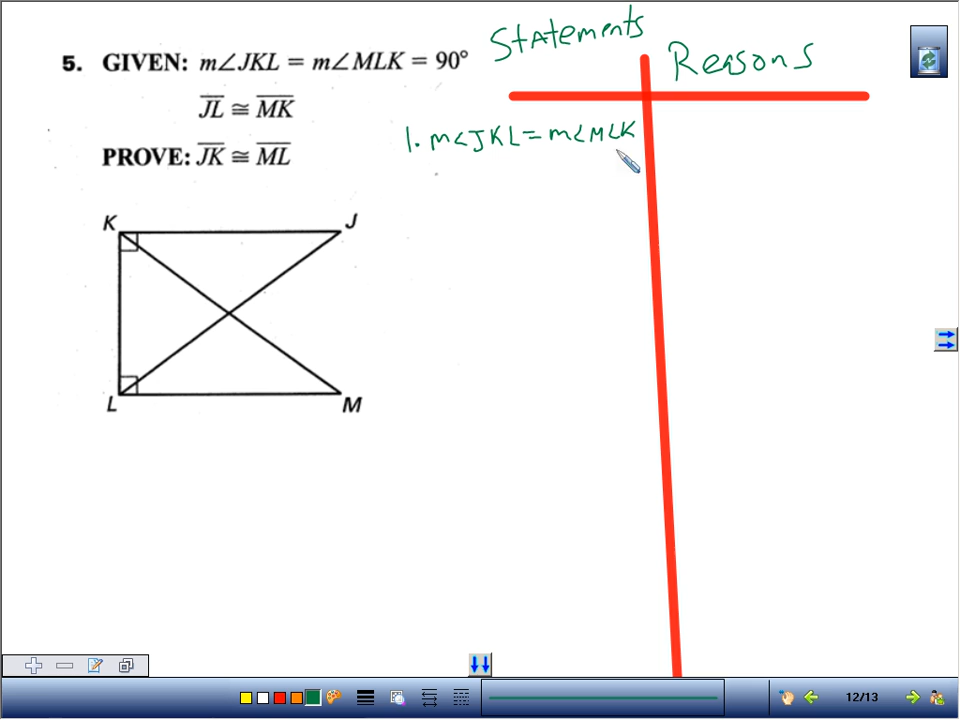 Statements
Reasons
5. GIVEN: m∠JKL = m∠MLK = 90°
JL ≅ MK
PROVE: JK ≅ ML
1. m∠JKL = m∠MLK
K
J
L
M
12/13